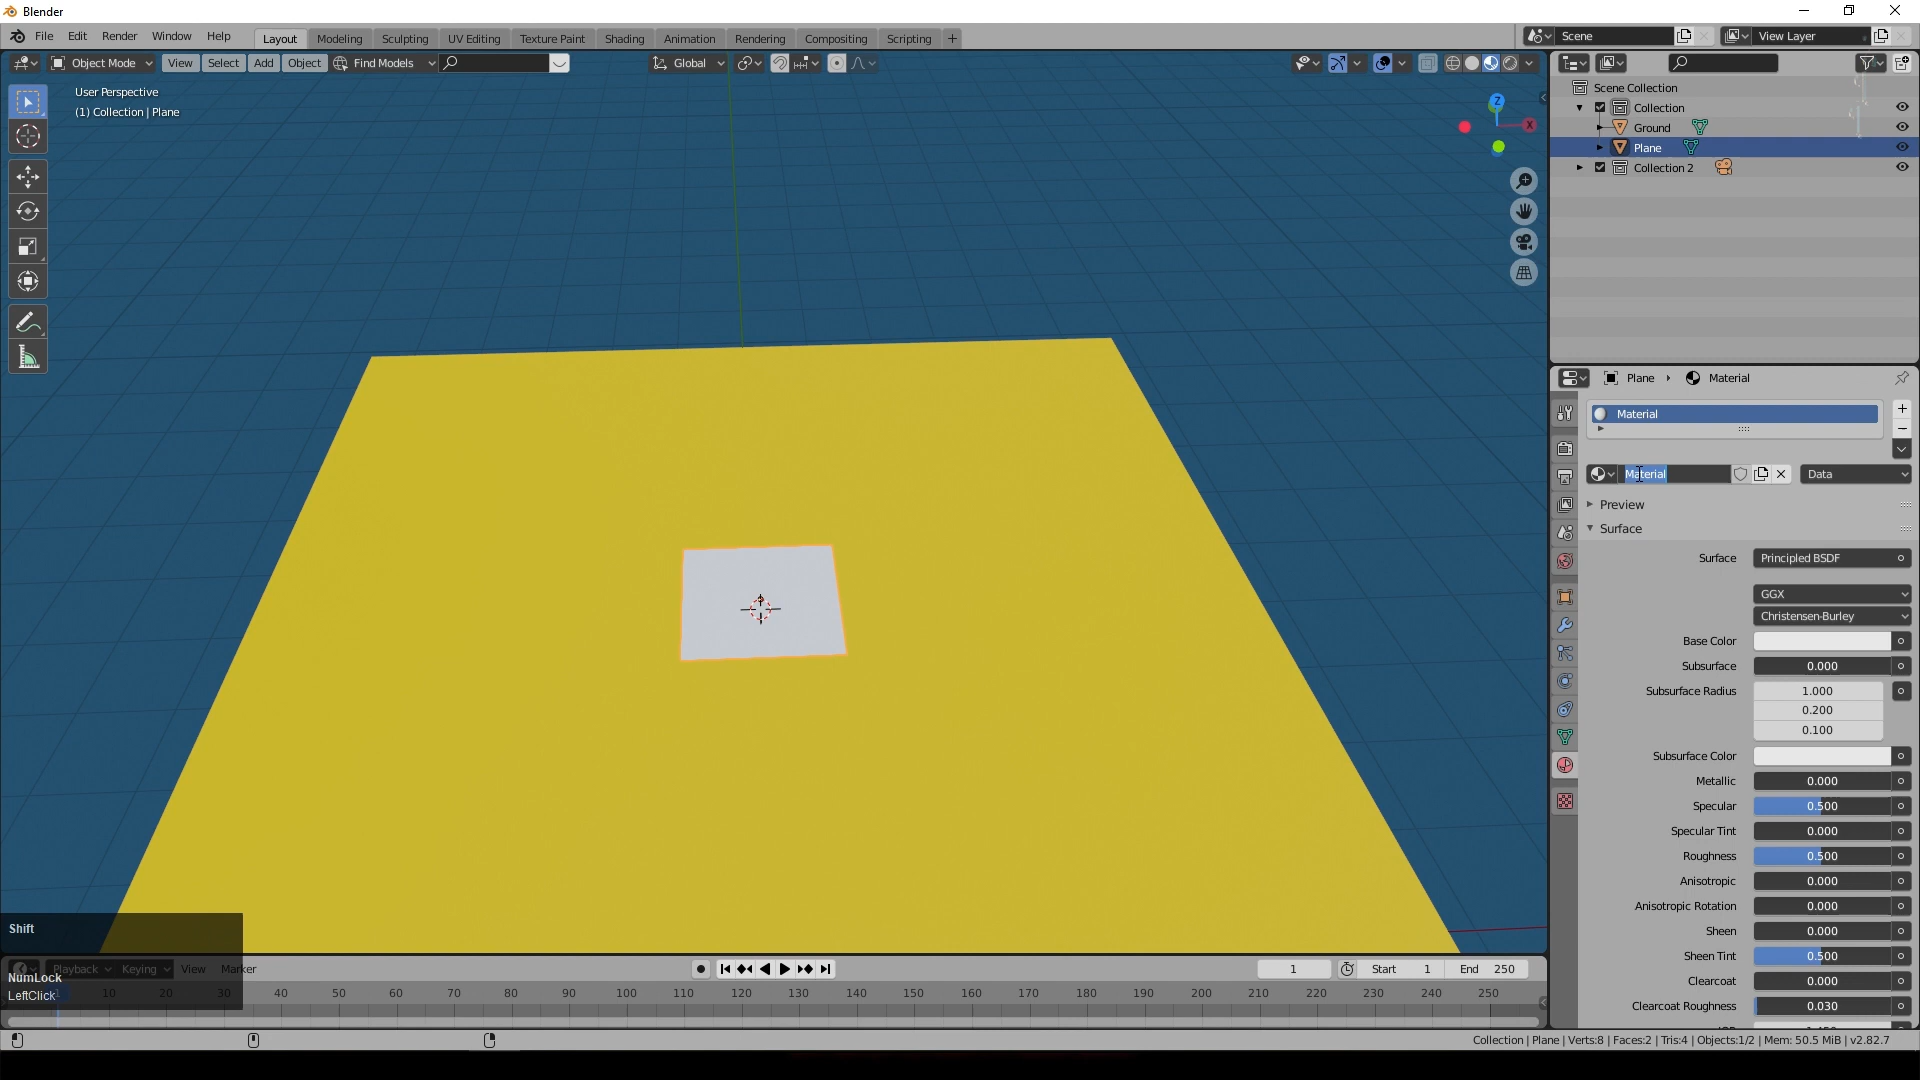 Blender
File Edit Render Window Help Layout Modeling Sculpting UV Editing Texture Paint Shading Animation Rendering Compositing Scripting + Scene View Layer
Object Mode View Select Add Object Find Models Global
User Perspective
(1) Collection | Plane
Z
X
Scene Collection
Collection
Ground
Plane
Collection 2
Plane Material
Material
Material Data
Preview
Surface
Surface Principled BSDF
GGX
Christensen-Burley
Base Color
Subsurface 0.000
Subsurface Radius 1.000
0.200
0.100
Subsurface Color
Metallic 0.000
Specular 0.500
Specular Tint 0.000
Roughness 0.500
Anisotropic 0.000
Anisotropic Rotation 0.000
Sheen 0.000
Sheen Tint 0.500
Clearcoat 0.000
Clearcoat Roughness 0.030
Shift
Playback Keying View Marker 1 Start 1 End 250
NumLock
LeftClick
1 10 20 30 40 50 60 70 80 90 100 110 120 130 140 150 160 170 180 190 200 210 220 230 240 250
Collection | Plane | Verts:8 | Faces:2 | Tris:4 | Objects:1/2 | Mem: 50.5 MiB | v2.82.7